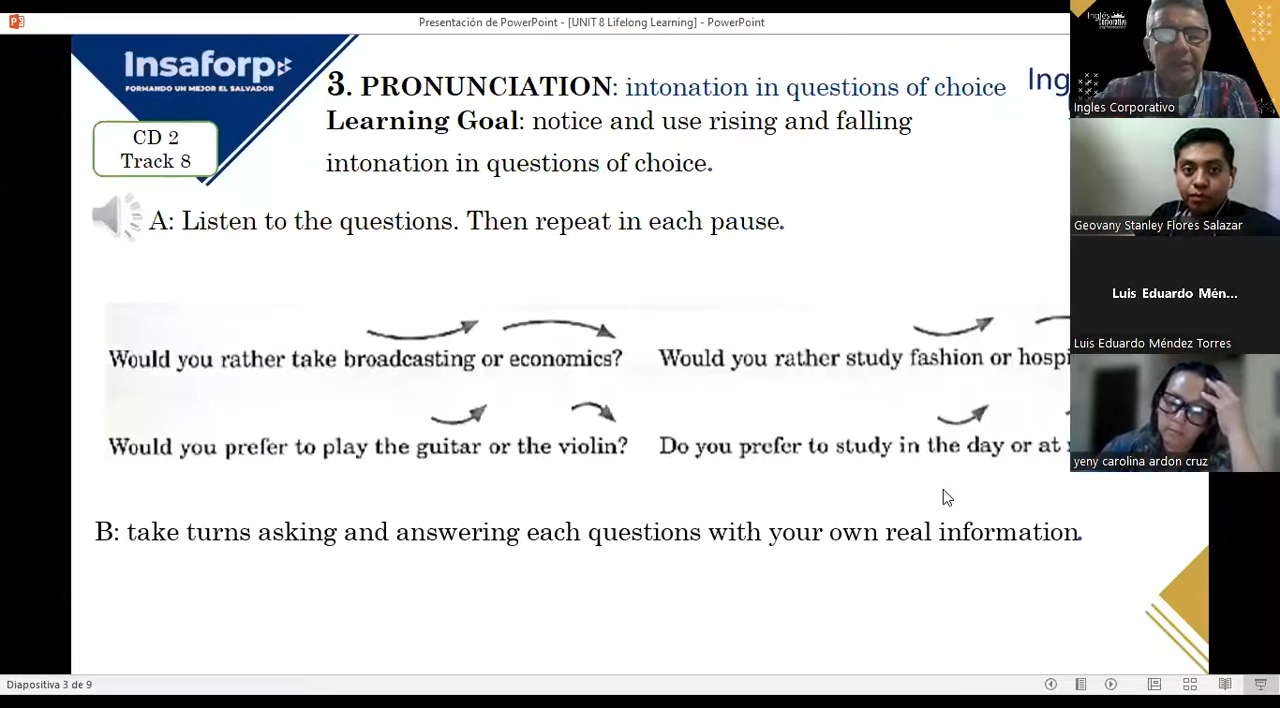 Presentación de PowerPoint - [UNIT 8 Lifelong Learning] - PowerPoint
Insaforp
FORMANDO UN MEJOR EL SALVADOR
CD 2
Track 8
3. PRONUNCIATION: intonation in questions of choice
Learning Goal: notice and use rising and falling
intonation in questions of choice.
Ing
A: Listen to the questions. Then repeat in each pause.
Would you rather take broadcasting or economics?
Would you rather study fashion or hospi
Would you prefer to play the guitar or the violin?
Do you prefer to study in the day or at
B: take turns asking and answering each questions with your own real information.
Inglés
Corporativo
Ingles Corporativo
Geovany Stanley Flores Salazar
Luis Eduardo Mén...
Luis Eduardo Méndez Torres
yeny carolina ardon cruz
Diapositiva 3 de 9